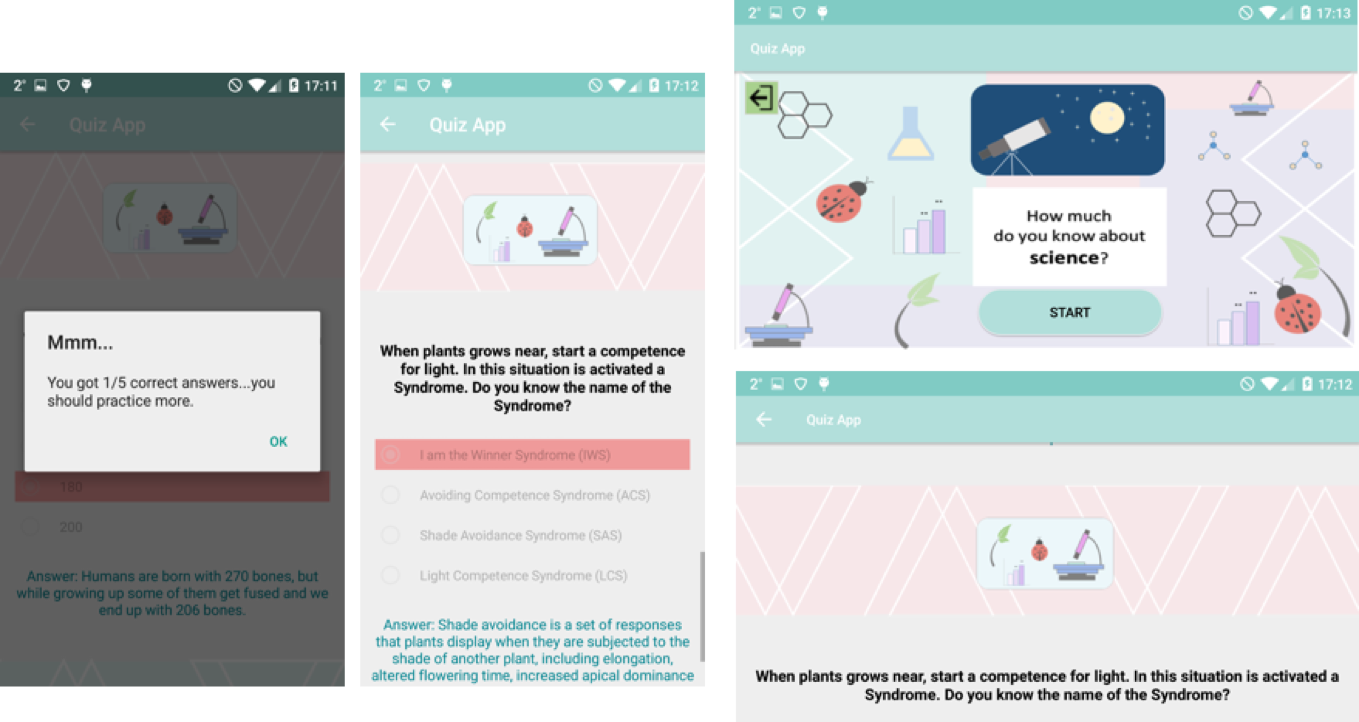 2° 17:11
Quiz App
Mmm...
You got 1/5 correct answers...you
should practice more.
OK
180
200
Answer: Humans are born with 270 bones, but
while growing up some of them get fused and we
end up with 206 bones.
2° 17:12
Quiz App
When plants grows near, start a competence
for light. In this situation is activated a
Syndrome. Do you know the name of the
Syndrome?
I am the Winner Syndrome (IWS)
Avoiding Competence Syndrome (ACS)
Shade Avoidance Syndrome (SAS)
Light Competence Syndrome (LCS)
Answer: Shade avoidance is a set of responses
that plants display when they are subjected to the
shade of another plant, including elongation,
altered flowering time, increased apical dominance
2° 17:13
Quiz App
How much
do you know about
science?
START
2° 17:12
Quiz App
When plants grows near, start a competence for light. In this situation is activated a
Syndrome. Do you know the name of the Syndrome?